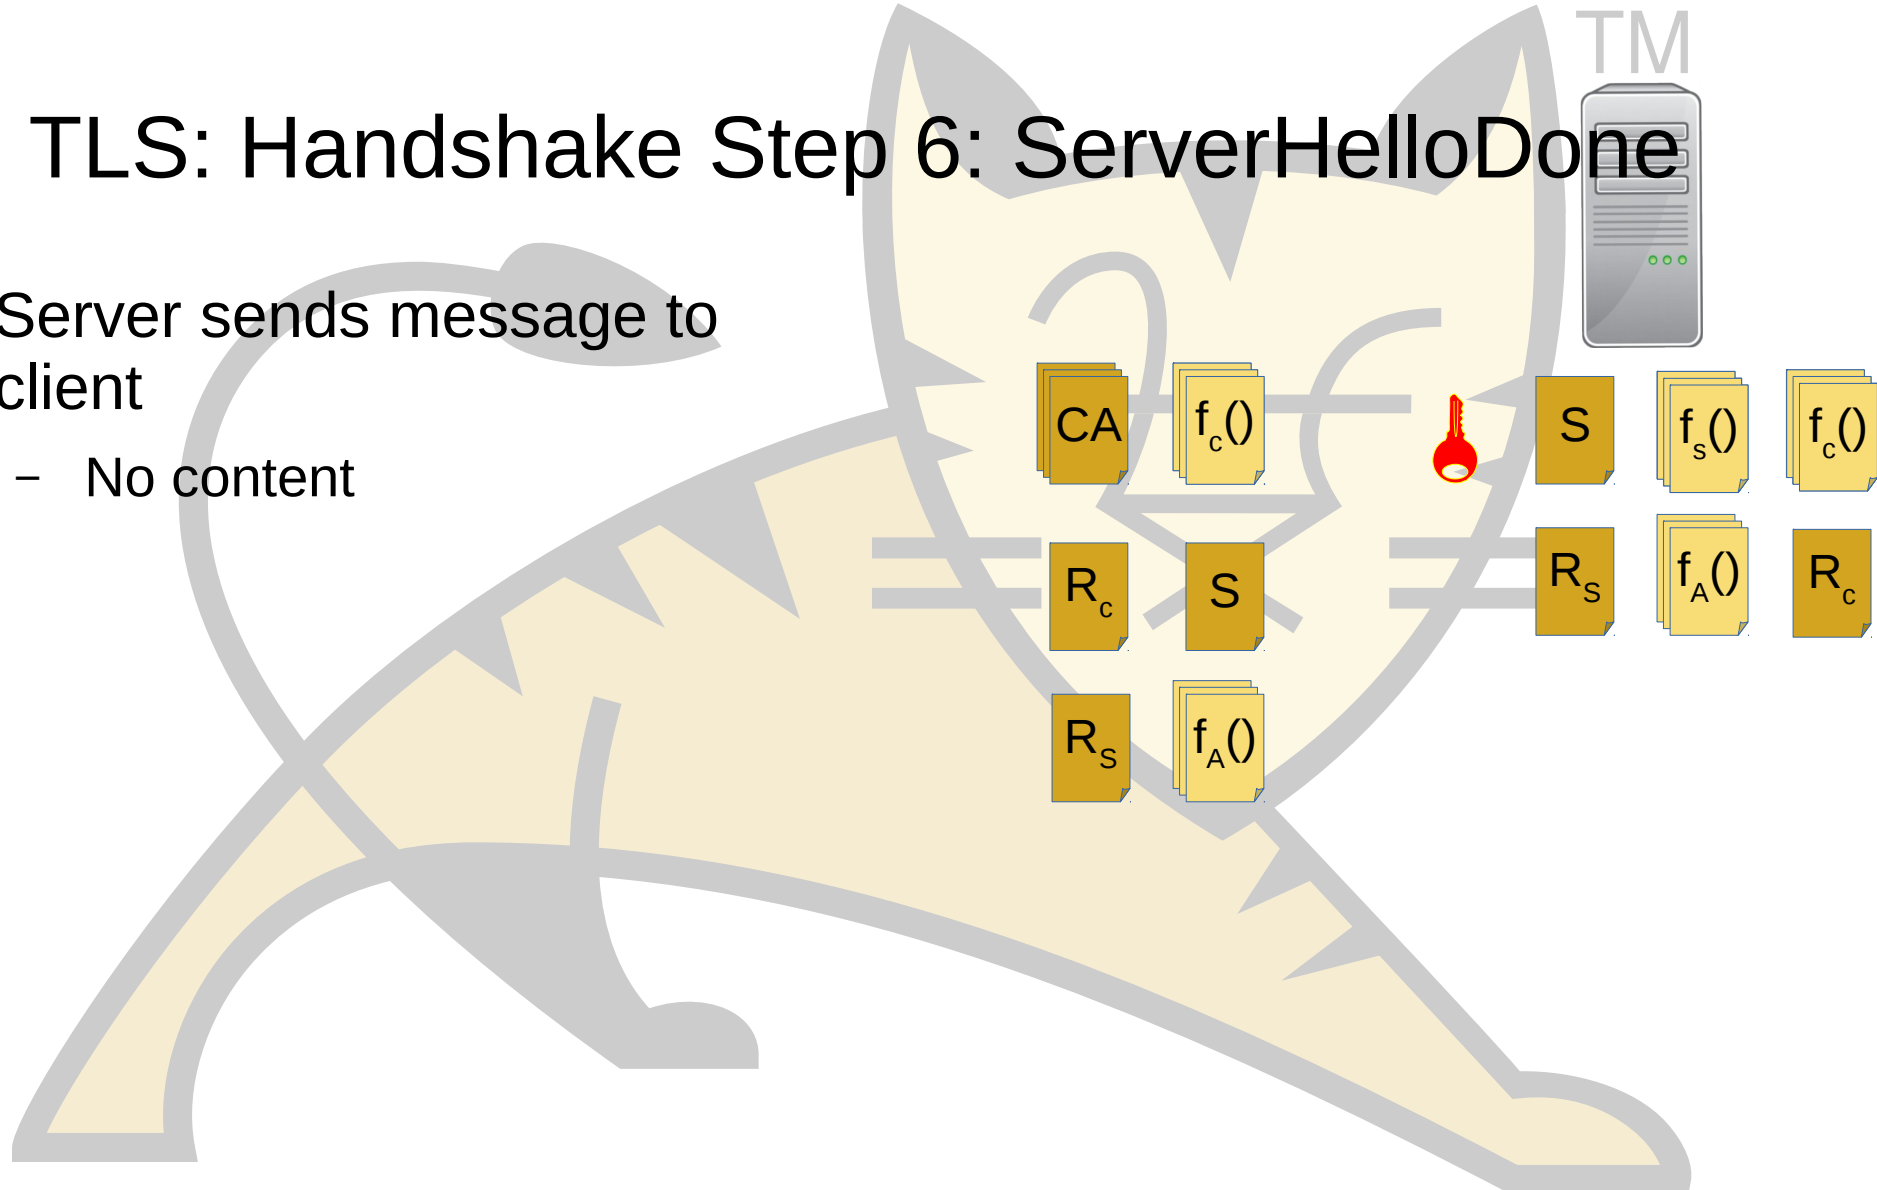 TM
TLS: Handshake Step 6: ServerHelloDone
Server sends message to
client
– No content
CA fc() S fs() fc()
Rc S RS fA() Rc
RS fA()